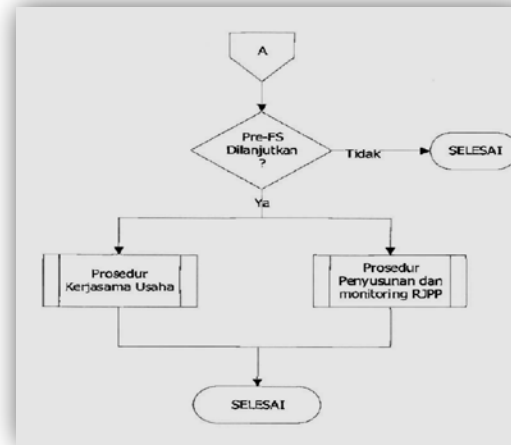 A
Pre-FS
Dilanjutkan
?
Tidak
SELESAI
Ya
Prosedur
Kerjasama Usaha
Prosedur
Penyusunan dan
monitoring RJPP
SELESAI